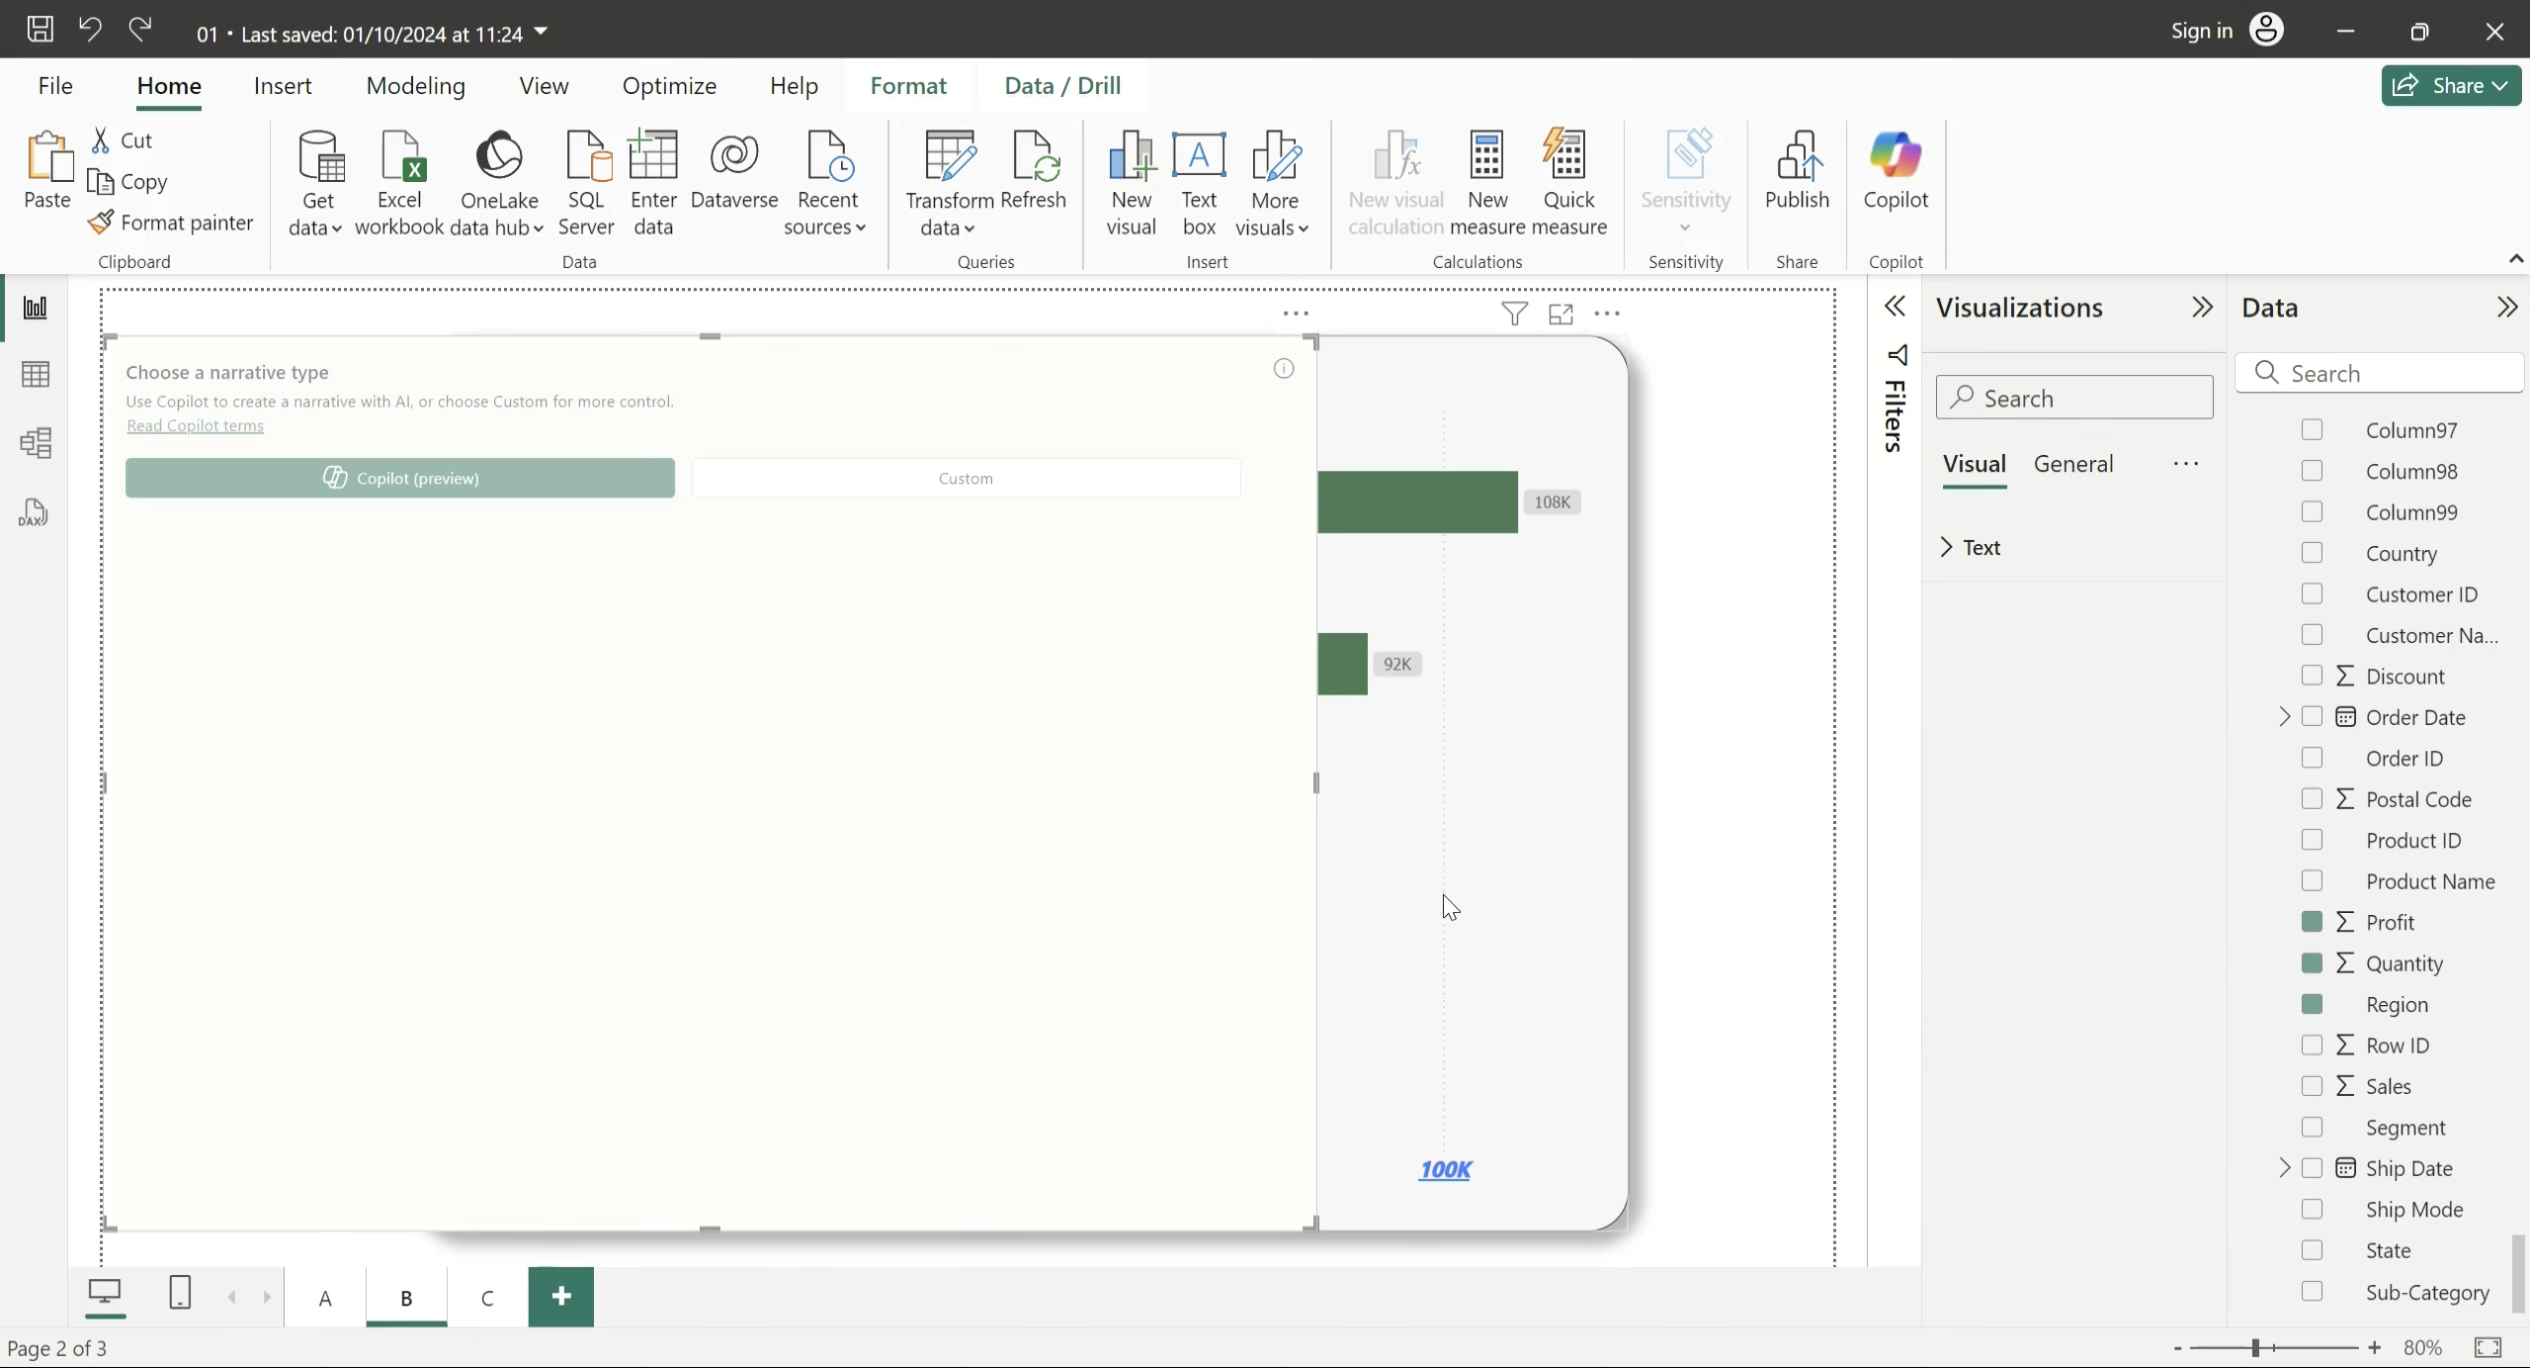 01 • Last saved: 01/10/2024 at 11:24
Sign in
File Home Insert Modeling View Optimize Help Format Data / Drill
Share
Paste
Cut
Copy
Format painter
Clipboard
Get data
Excel workbook
OneLake data hub
SQL Server
Enter data
Dataverse
Recent sources
Data
Transform data
Refresh
Queries
New visual
Text box
More visuals
Insert
New visual calculation
New measure
Quick measure
Calculations
Sensitivity
Sensitivity
Publish
Share
Copilot
Copilot
DAX
Choose a narrative type
Use Copilot to create a narrative with AI, or choose Custom for more control.
Read Copilot terms
Copilot (preview)
Custom
108K
92K
100K
Filters
Visualizations
Search
Visual General
Text
Data
Search
Column97
Column98
Column99
Country
Customer ID
Customer Na...
Discount
Order Date
Order ID
Postal Code
Product ID
Product Name
Profit
Quantity
Region
Row ID
Sales
Segment
Ship Date
Ship Mode
State
Sub-Category
A B C
Page 2 of 3
- + 80%